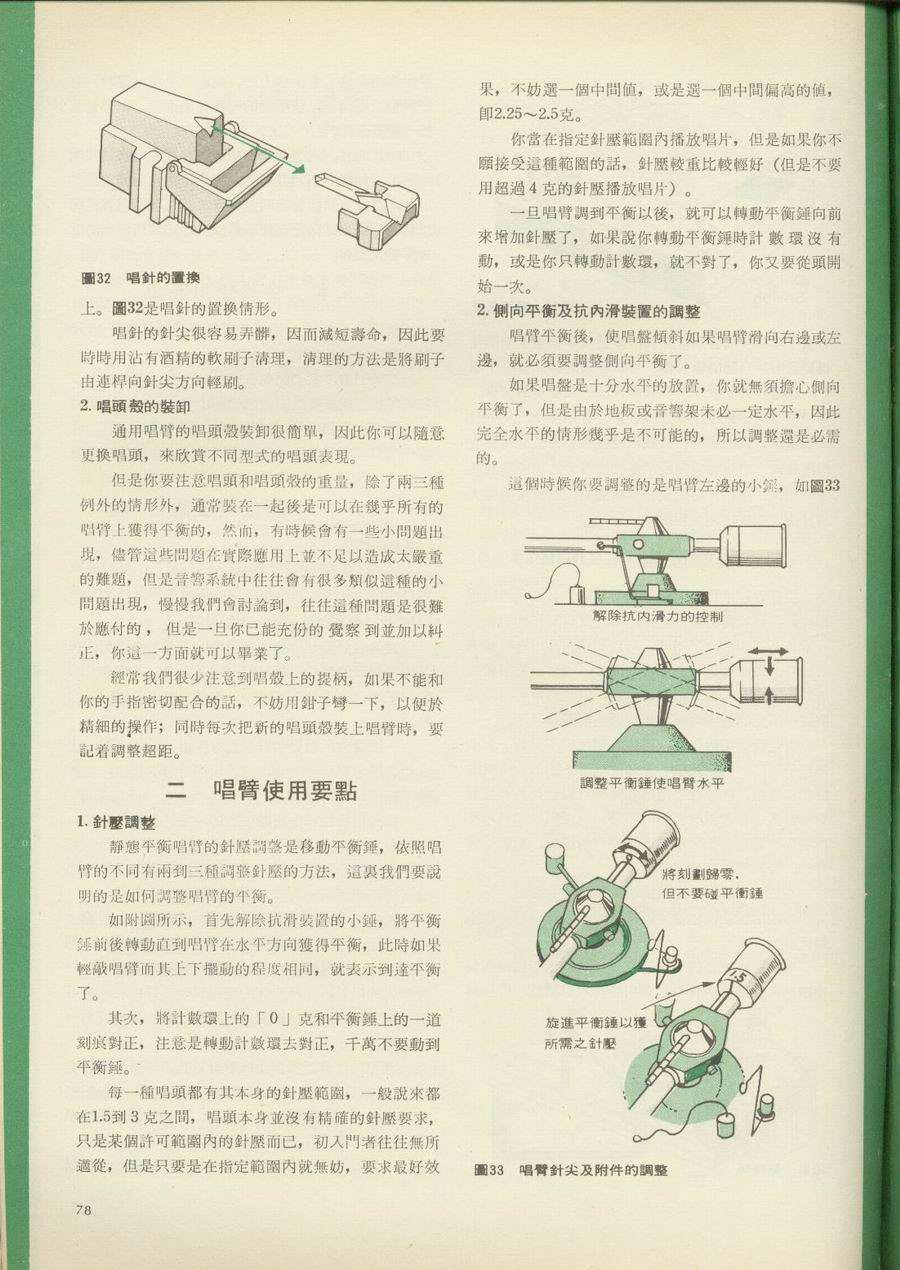 圖32　唱針的置換
上。圖32是唱針的置換情形。
唱針的針尖很容易弄髒，因而減短壽命，因此要
時時用沾有酒精的軟刷子清理，清理的方法是將刷子
由連桿向針尖方向輕刷。
2. 唱頭殼的裝卸
通用唱臂的唱頭殼裝卸很簡單，因此你可以隨意
更換唱頭，來欣賞不同型式的唱頭表現。
但是你要注意唱頭和唱頭殼的重量，除了兩三種
例外的情形外，通常裝在一起後是可以在幾乎所有的
唱臂上獲得平衡的，然而，有時候會有一些小問題出
現，儘管這些問題在實際應用上並不足以造成太嚴重
的難題，但是音響系統中往往會有很多類似這種的小
問題出現，慢慢我們會討論到，往往這種問題是很難
於應付的，但是一旦你已能充份的覺察到並加以糾
正，你這一方面就可以畢業了。
經常我們很少注意到唱殼上的提柄，如果不能和
你的手指密切配合的話，不妨用鉗子彎一下，以便於
精細的操作；同時每次把新的唱頭殼裝上唱臂時，要
記着調整超距。
二　唱臂使用要點
1. 針壓調整
靜態平衡唱臂的針壓調整是移動平衡錘，依照唱
臂的不同有兩到三種調整針壓的方法，這裏我們要說
明的是如何調整唱臂的平衡。
如附圖所示，首先解除抗滑裝置的小錘，將平衡
錘前後轉動直到唱臂在水平方向獲得平衡，此時如果
輕敲唱臂而其上下擺動的程度相同，就表示到達平衡
了。
其次，將計數環上的「0」克和平衡錘上的一道
刻痕對正，注意是轉動計數環去對正，千萬不要動到
平衡錘。
每一種唱頭都有其本身的針壓範圍，一般說來都
在1.5到3克之間，唱頭本身並沒有精確的針壓要求，
只是某個許可範圍內的針壓而已，初入門者往往無所
適從，但是只要是在指定範圍內就無妨，要求最好效
78
果，不妨選一個中間值，或是選一個中間偏高的值，
卽2.25～2.5克。
你當在指定針壓範圍內播放唱片，但是如果你不
願接受這種範圍的話，針壓較重比較輕好（但是不要
用超過4克的針壓播放唱片）。
一旦唱臂調到平衡以後，就可以轉動平衡錘向前
來增加針壓了，如果說你轉動平衡錘時計數環沒有
動，或是你只轉動計數環，就不對了，你又要從頭開
始一次。
2. 側向平衡及抗內滑裝置的調整
唱臂平衡後，使唱盤傾斜如果唱臂滑向右邊或左
邊，就必須要調整側向平衡了。
如果唱盤是十分水平的放置，你就無須擔心側向
平衡了，但是由於地板或音響架未必一定水平，因此
完全水平的情形幾乎是不可能的，所以調整還是必需
的。
這個時候你要調整的是唱臂左邊的小錘，如圖33
解除抗內滑力的控制
調整平衡錘使唱臂水平
將刻劃歸零，
但不要碰平衡錘
1.5
旋進平衡錘以獲
所需之針壓
圖33　唱臂針尖及附件的調整